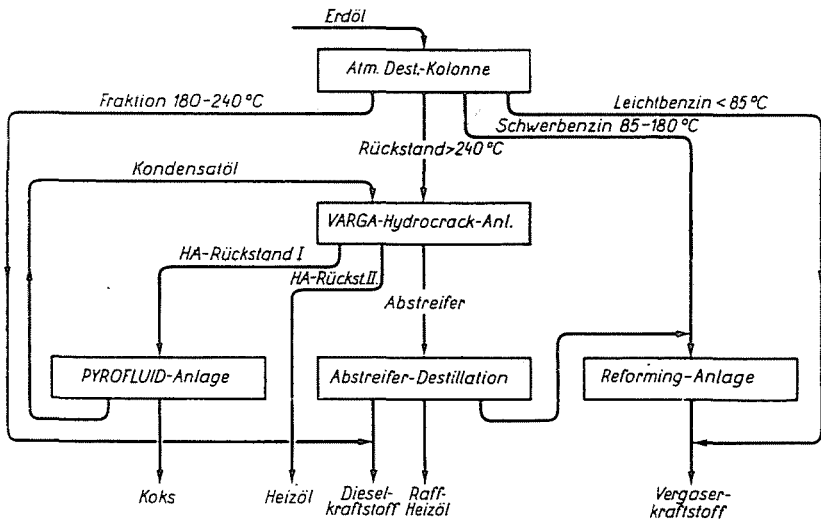 Erdöl
Atm. Dest.-Kolonne
Fraktion 180-240°C
Leichtbenzin < 85°C
Schwerbenzin 85-180°C
Rückstand>240°C
Kondensatöl
VARGA-Hydrocrack-Anl.
HA-Rückstand I
HA-Rückst.II.
Abstreifer
PYROFLUID-Anlage
Abstreifer-Destillation
Reforming-Anlage
Koks
Heizöl
Diesel-
kraftstoff
Raff-
Heizöl
Vergaser-
kraftstoff